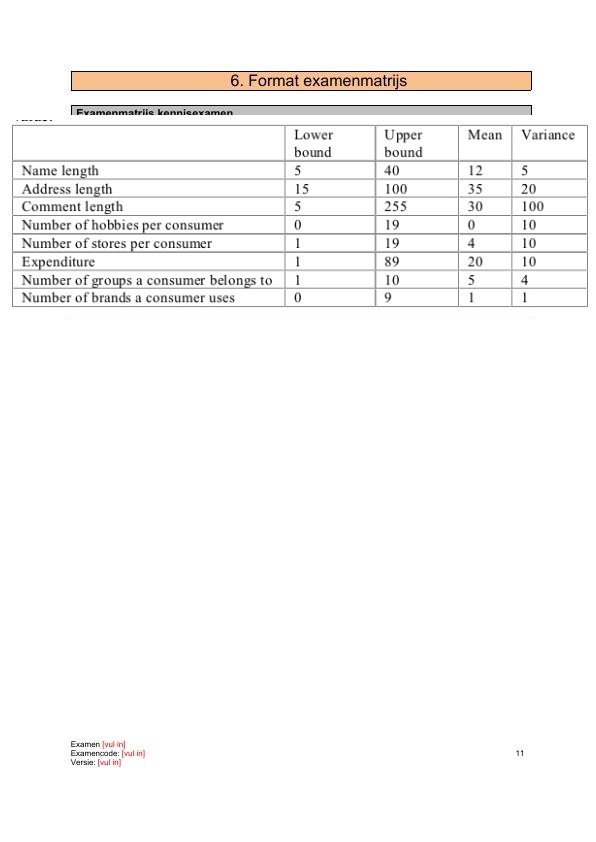 6. Format examenmatrijs
Examenmatrijs kennisexamen
Lower bound Upper bound Mean Variance
Name length 5 40 12 5
Address length 15 100 35 20
Comment length 5 255 30 100
Number of hobbies per consumer 0 19 0 10
Number of stores per consumer 1 19 4 10
Expenditure 1 89 20 10
Number of groups a consumer belongs to 1 10 5 4
Number of brands a consumer uses 0 9 1 1
Examen [vul in]
Examencode: [vul in] 11
Versie: [vul in]